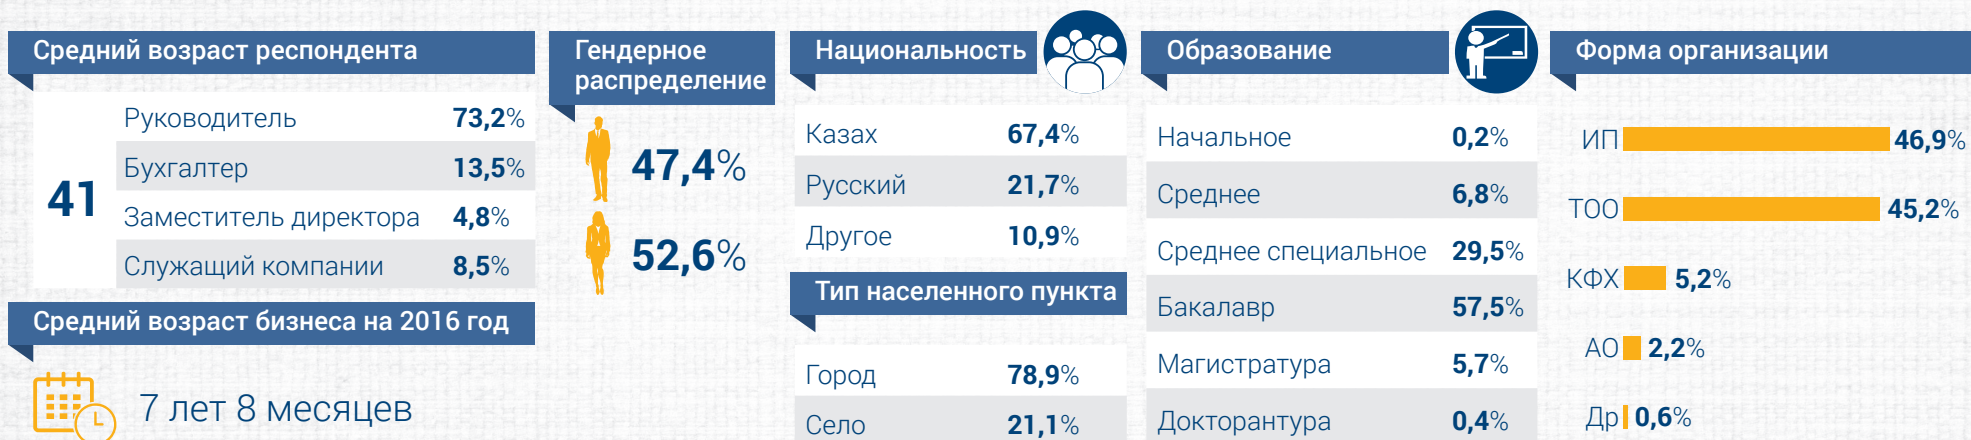 Средний возраст респондента
41
Руководитель 73,2%
Бухгалтер 13,5%
Заместитель директора 4,8%
Служащий компании 8,5%
Средний возраст бизнеса на 2016 год
7 лет 8 месяцев
Гендерное
распределение
47,4%
52,6%
Национальность
Казах 67,4%
Русский 21,7%
Другое 10,9%
Тип населенного пункта
Город 78,9%
Село 21,1%
Образование
Начальное 0,2%
Среднее 6,8%
Среднее специальное 29,5%
Бакалавр 57,5%
Магистратура 5,7%
Докторантура 0,4%
Форма организации
ИП 46,9%
ТОО 45,2%
КФХ 5,2%
АО 2,2%
Др 0,6%